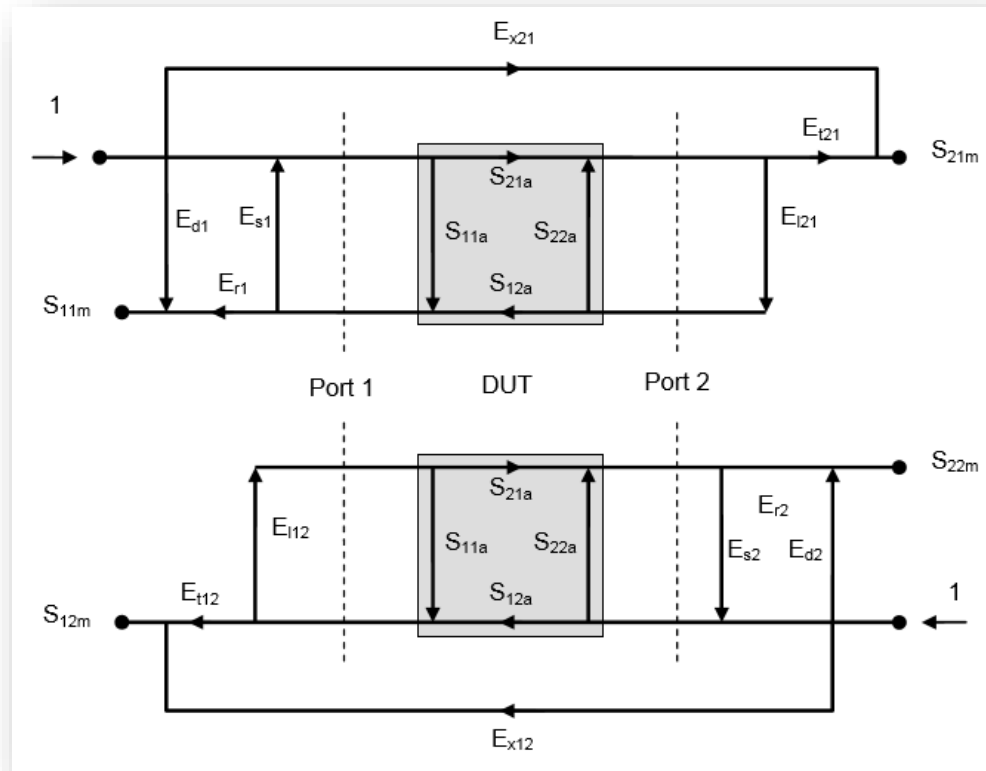 Ex21
1
Et21
S21m
S21a
Ed1
Es1
S11a
S22a
El21
Er1
S12a
S11m
Port 1
DUT
Port 2
S22m
S21a
El12
S11a
S22a
Er2
Es2
Ed2
Et12
S12a
1
S12m
Ex12